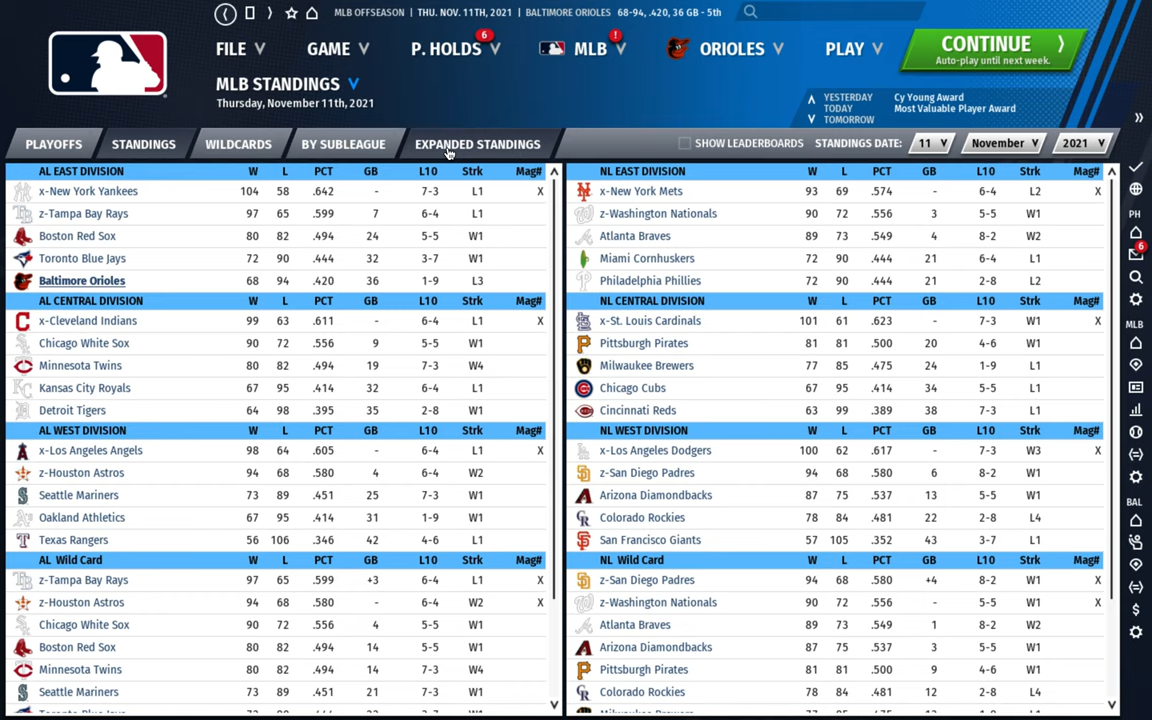 MLB OFFSEASON | THU. NOV. 11TH, 2021 | BALTIMORE ORIOLES 68-94, .420, 36 GB - 5th
FILE GAME P. HOLDS 6 MLB ! ORIOLES PLAY CONTINUE
Auto-play until next week.
MLB STANDINGS
Thursday, November 11th, 2021
YESTERDAY Cy Young Award
TODAY Most Valuable Player Award
TOMORROW
PLAYOFFS STANDINGS WILDCARDS BY SUBLEAGUE EXPANDED STANDINGS SHOW LEADERBOARDS STANDINGS DATE: 11 November 2021
AL EAST DIVISION W L PCT GB L10 Strk Mag#
x-New York Yankees 104 58 .642 - 7-3 L1 X
z-Tampa Bay Rays 97 65 .599 7 6-4 L1
Boston Red Sox 80 82 .494 24 5-5 W1
Toronto Blue Jays 72 90 .444 32 3-7 W1
Baltimore Orioles 68 94 .420 36 1-9 L3
AL CENTRAL DIVISION W L PCT GB L10 Strk Mag#
x-Cleveland Indians 99 63 .611 - 6-4 L1 X
Chicago White Sox 90 72 .556 9 5-5 W1
Minnesota Twins 80 82 .494 19 7-3 W4
Kansas City Royals 67 95 .414 32 6-4 L1
Detroit Tigers 64 98 .395 35 2-8 W1
AL WEST DIVISION W L PCT GB L10 Strk Mag#
x-Los Angeles Angels 98 64 .605 - 6-4 L1 X
z-Houston Astros 94 68 .580 4 6-4 W2
Seattle Mariners 73 89 .451 25 7-3 W1
Oakland Athletics 67 95 .414 31 1-9 W1
Texas Rangers 56 106 .346 42 4-6 W1
AL Wild Card W L PCT GB L10 Strk Mag#
z-Tampa Bay Rays 97 65 .599 +3 6-4 L1 X
z-Houston Astros 94 68 .580 - 6-4 W2 X
Chicago White Sox 90 72 .556 4 5-5 W1
Boston Red Sox 80 82 .494 14 5-5 W1
Minnesota Twins 80 82 .494 14 7-3 W4
Seattle Mariners 73 89 .451 21 7-3 W1
NL EAST DIVISION W L PCT GB L10 Strk Mag#
x-New York Mets 93 69 .574 - 6-4 L2 X
z-Washington Nationals 90 72 .556 3 5-5 W1
Atlanta Braves 89 73 .549 4 8-2 W2
Miami Cornhuskers 72 90 .444 21 6-4 L1
Philadelphia Phillies 72 90 .444 21 2-8 L2
NL CENTRAL DIVISION W L PCT GB L10 Strk Mag#
x-St. Louis Cardinals 101 61 .623 - 7-3 W1 X
Pittsburgh Pirates 81 81 .500 20 4-6 W1
Milwaukee Brewers 77 85 .475 24 1-9 L1
Chicago Cubs 67 95 .414 34 5-5 L1
Cincinnati Reds 63 99 .389 38 7-3 L1
NL WEST DIVISION W L PCT GB L10 Strk Mag#
x-Los Angeles Dodgers 100 62 .617 - 7-3 W3 X
z-San Diego Padres 94 68 .580 6 8-2 W1
Arizona Diamondbacks 87 75 .537 13 5-5 W1
Colorado Rockies 78 84 .481 22 2-8 L4
San Francisco Giants 57 105 .352 43 3-7 L1
NL Wild Card W L PCT GB L10 Strk Mag#
z-San Diego Padres 94 68 .580 +4 8-2 W1 X
z-Washington Nationals 90 72 .556 - 5-5 W1 X
Atlanta Braves 89 73 .549 1 8-2 W2
Arizona Diamondbacks 87 75 .537 3 5-5 W1
Pittsburgh Pirates 81 81 .500 9 4-6 W1
Colorado Rockies 78 84 .481 12 2-8 L4
PH
6
MLB
BAL